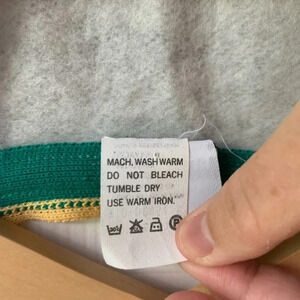 MACH, WASH WARM
DO NOT BLEACH
TUMBLE DRY
USE WARM IRON.
P